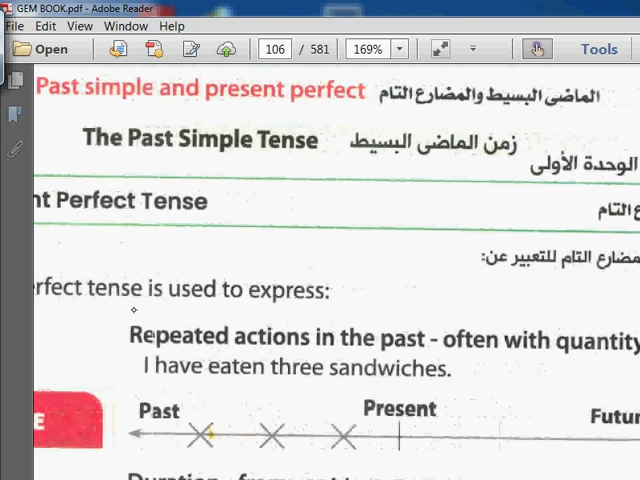 GEM BOOK.pdf - Adobe Reader
File Edit View Window Help
Open 106 / 581 169% Tools
Past simple and present perfect الماضى البسيط والمضارع التام
The Past Simple Tense زمن الماضى البسيط
الوحدة الأولى
nt Perfect Tense ع التام
مضارع التام للتعبير عن:
rfect tense is used to express:
Repeated actions in the past - often with quantity
I have eaten three sandwiches.
E
Past Present Futur